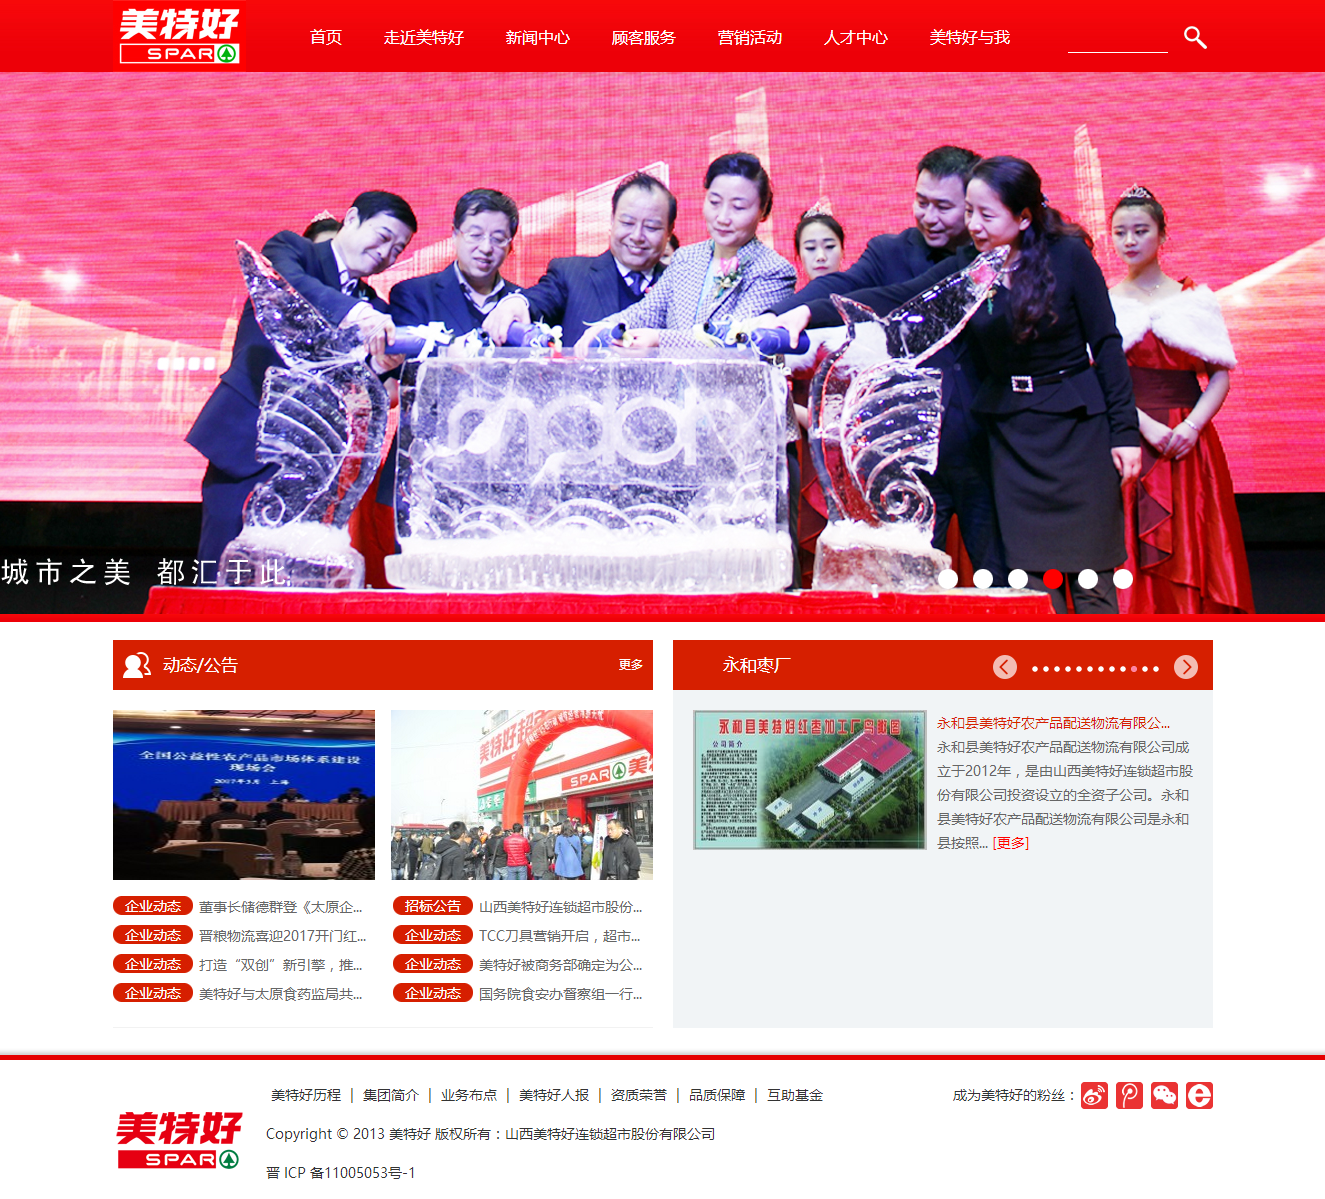 美特好
SPAR
首页 走近美特好 新闻中心 顾客服务 营销活动 人才中心 美特好与我
城市之美 都汇于此
动态/公告 更多
永和枣厂
全国公益性农产品市场体系建设
现场会
2017年3月 上海
SPAR
永和县美特好红枣加工厂鸟瞰图
公司简介
永和县美特好农产品配送物流有限公...
永和县美特好农产品配送物流有限公司成
立于2012年，是由山西美特好连锁超市股
份有限公司投资设立的全资子公司。永和
县美特好农产品配送物流有限公司是永和
县按照... [更多]
企业动态 董事长储德群登《太原企...
招标公告 山西美特好连锁超市股份...
企业动态 晋粮物流喜迎2017开门红...
企业动态 TCC刀具营销开启，超市...
企业动态 打造“双创”新引擎，推...
企业动态 美特好被商务部确定为公...
企业动态 美特好与太原食药监局共...
企业动态 国务院食安办督察组一行...
美特好历程 | 集团简介 | 业务布点 | 美特好人报 | 资质荣誉 | 品质保障 | 互助基金
成为美特好的粉丝：
美特好
SPAR
Copyright © 2013 美特好 版权所有：山西美特好连锁超市股份有限公司
晋 ICP 备11005053号-1